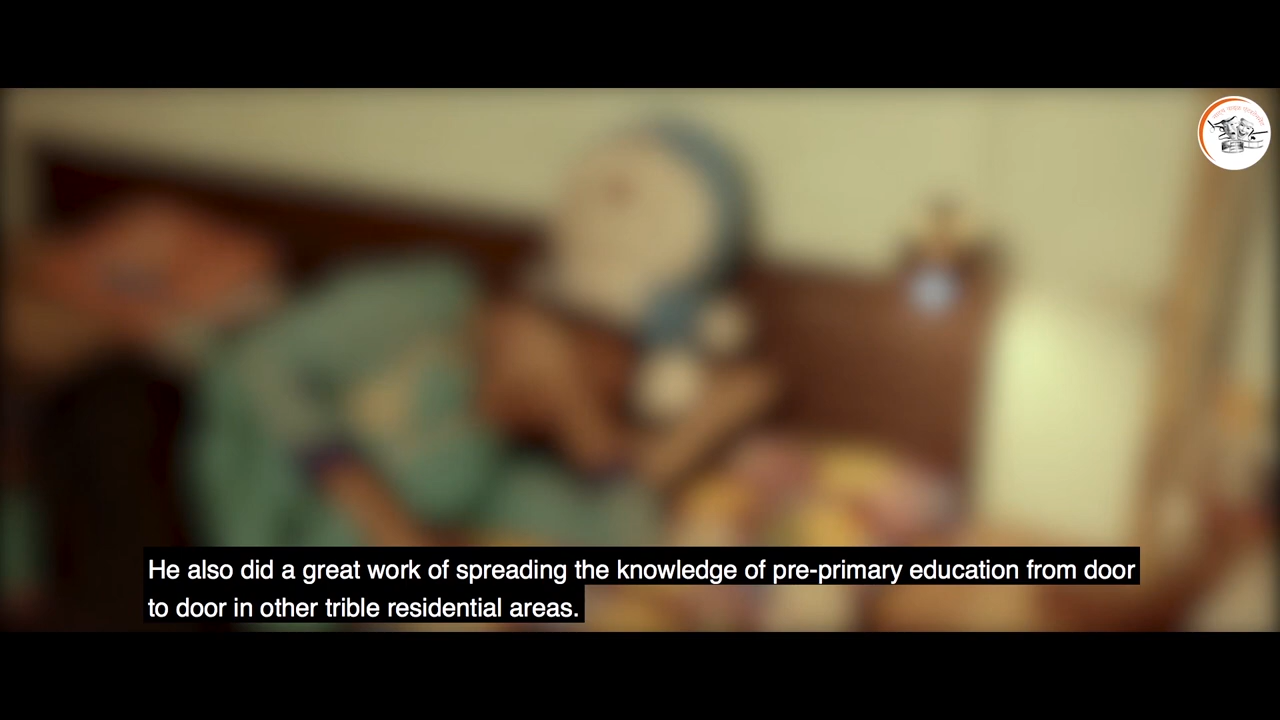 He also did a great work of spreading the knowledge of pre-primary education from door
to door in other trible residential areas.